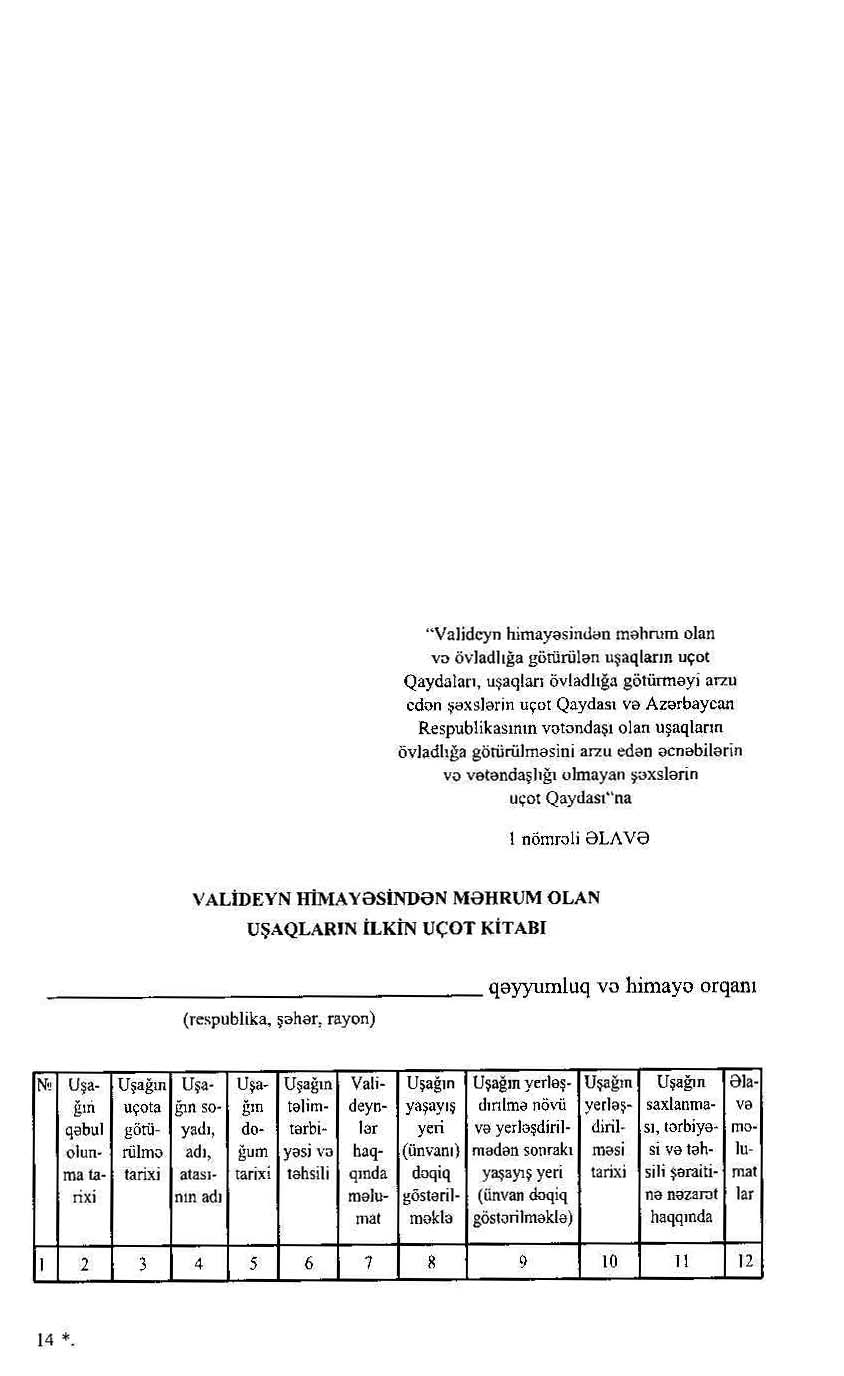 “Valideyn himayəsindən məhrum olan
və övladlığa götürülən uşaqların uçot
Qaydaları, uşaqları övladlığa götürməyi arzu
edən şəxslərin uçot Qaydası və Azərbaycan
Respublikasının vətəndaşı olan uşaqların
övladlığa götürülməsini arzu edən əcnəbilərin
və vətəndaşlığı olmayan şəxslərin
uçot Qaydası“na
1 nömrəli ƏLAVƏ
VALİDEYN HİMAYƏSİNDƏN MƏHRUM OLAN
UŞAQLARIN İLKİN UÇOT KİTABI
________________ qəyyumluq və himayə orqanı
(respublika, şəhər, rayon)
№ Uşa- Uşağın Uşa- Uşa- Uşağın Vali- Uşağın Uşağın yerləş- Uşağın Uşağın Əla-
ğın uçota ğın so- ğın təlim- deyn- yaşayış dirilmə növü yerləş- saxlanma- və
qəbul götü- yadı, do- tərbi- lər yeri və yerləşdiril- diril- sı, tərbiyə- mə-
olun- rülmə adı, ğum yəsi və haq- (ünvanı) mədən sonrakı məsi si və təh- lu-
ma ta- tarixi atası- tarixi təhsili qında dəqiq yaşayış yeri tarixi sili şəraiti- mat
rixi nın adı məlu- göstəril- (ünvan dəqiq nə nəzarət lar
mat məklə göstərilməklə) haqqında
1 2 3 4 5 6 7 8 9 10 11 12
14 *.